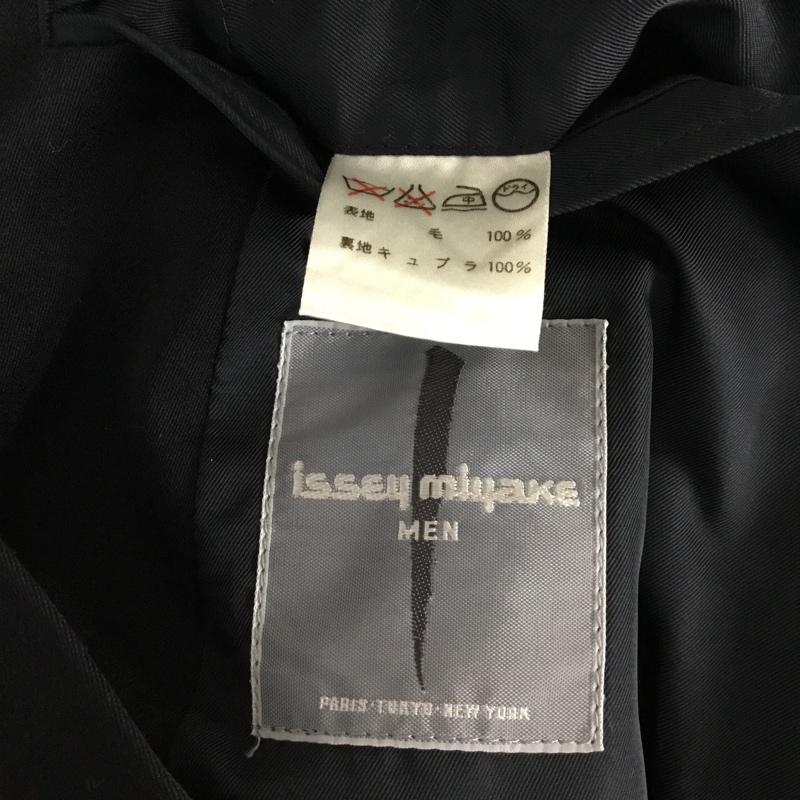 中 ドライ
表地 毛 100%
裏地 キュプラ 100%
issey miyake
MEN
PARIS·TOKYO·NEW YORK